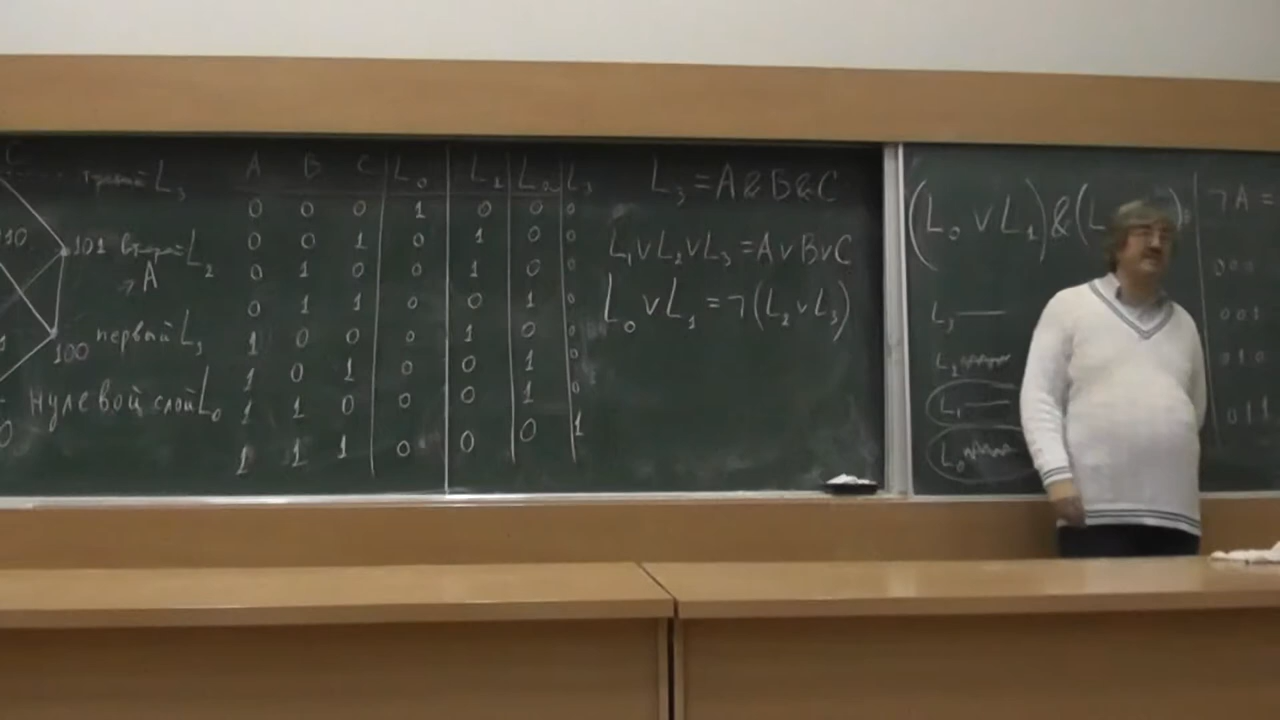 C
третий L₃
110
101 второй L₂
A
первый L₁
100
нулевой слой L₀
0
A B C L₀ L₁ L₂ L₃
0 0 0 1 0 0 0
0 0 1 0 1 0 0
0 1 0 0 1 0 0
0 1 1 0 0 1 0
1 0 0 0 1 0 0
1 0 1 0 0 1 0
1 1 0 0 0 1 0
1 1 1 0 0 0 1
L₃ = A & B & C
L₁ ∨ L₂ ∨ L₃ = A ∨ B ∨ C
L₀ ∨ L₁ = ¬(L₂ ∨ L₃)
(L₀ ∨ L₁) & (L
L₃
L₂
L₁
L₀
¬A =
0 0 0
0 0 1
0 1 0
0 1 1